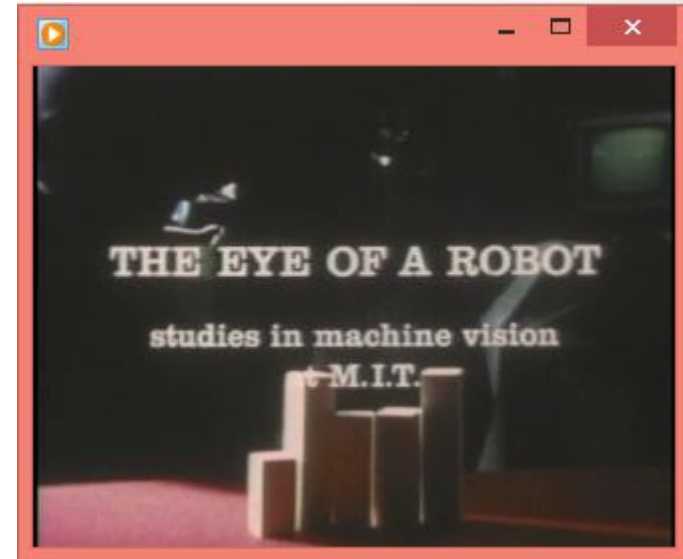 THE EYE OF A ROBOT
studies in machine vision
at M.I.T.